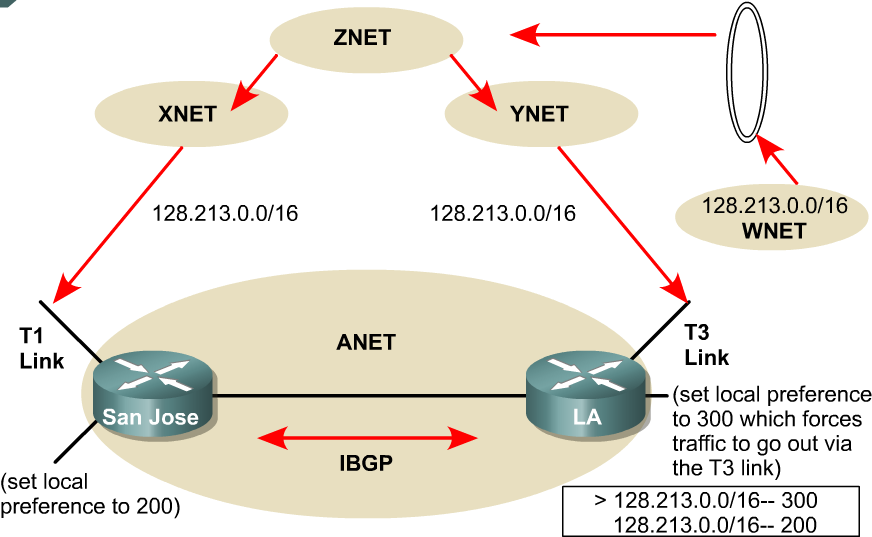 ZNET
XNET
YNET
128.213.0.0/16
128.213.0.0/16
128.213.0.0/16
WNET
T1
Link
ANET
T3
Link
San Jose
LA
IBGP
(set local
preference to 200)
(set local preference
to 300 which forces
traffic to go out via
the T3 link)
> 128.213.0.0/16-- 300
128.213.0.0/16-- 200